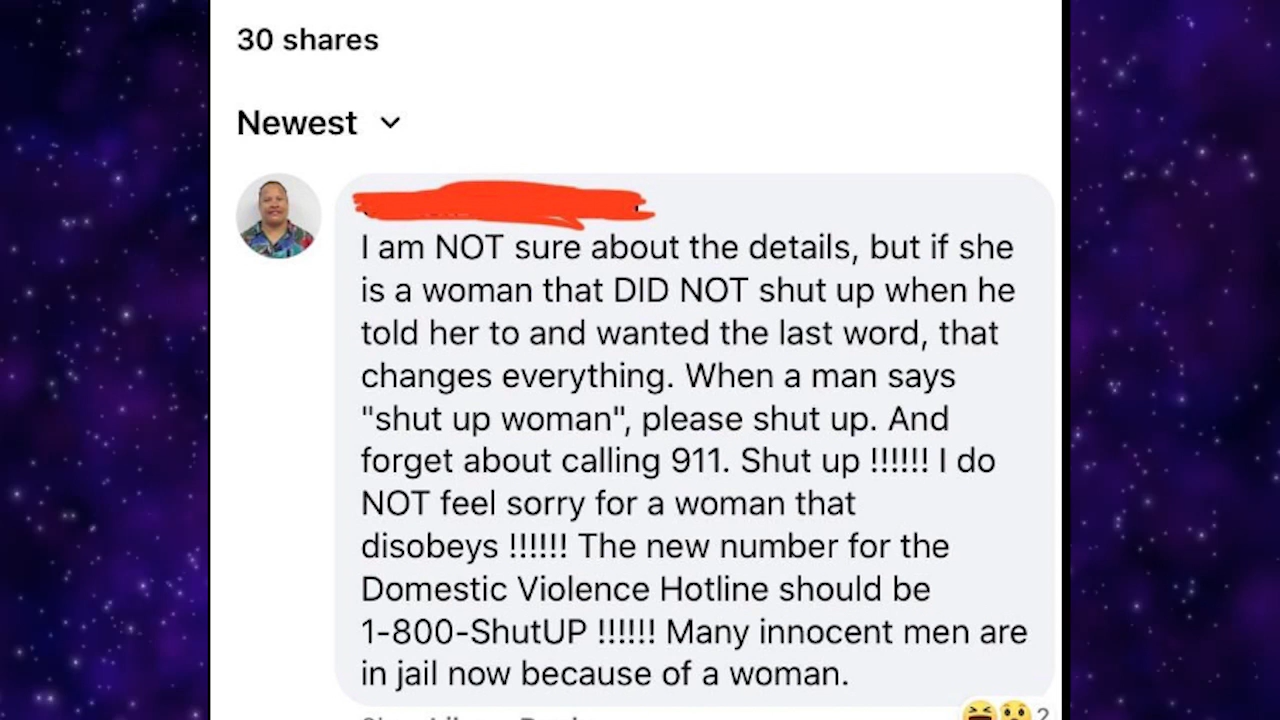 30 shares
Newest
I am NOT sure about the details, but if she
is a woman that DID NOT shut up when he
told her to and wanted the last word, that
changes everything. When a man says
"shut up woman", please shut up. And
forget about calling 911. Shut up !!!!!! I do
NOT feel sorry for a woman that
disobeys !!!!!! The new number for the
Domestic Violence Hotline should be
1-800-ShutUP !!!!!! Many innocent men are
in jail now because of a woman.
2